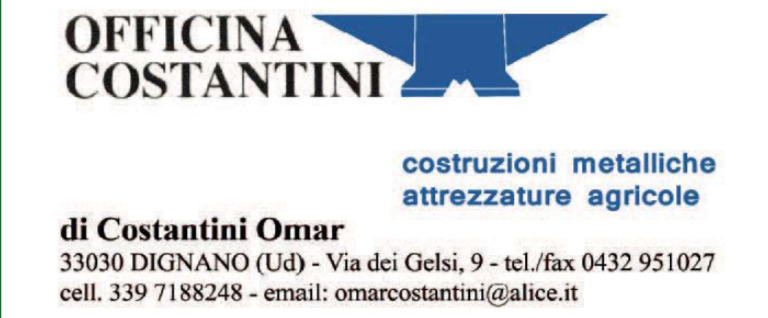 OFFICINA
COSTANTINI
costruzioni metalliche
attrezzature agricole
di Costantini Omar
33030 DIGNANO (Ud) - Via dei Gelsi, 9 - tel./fax 0432 951027
cell. 339 7188248 - email: omarcostantini@alice.it